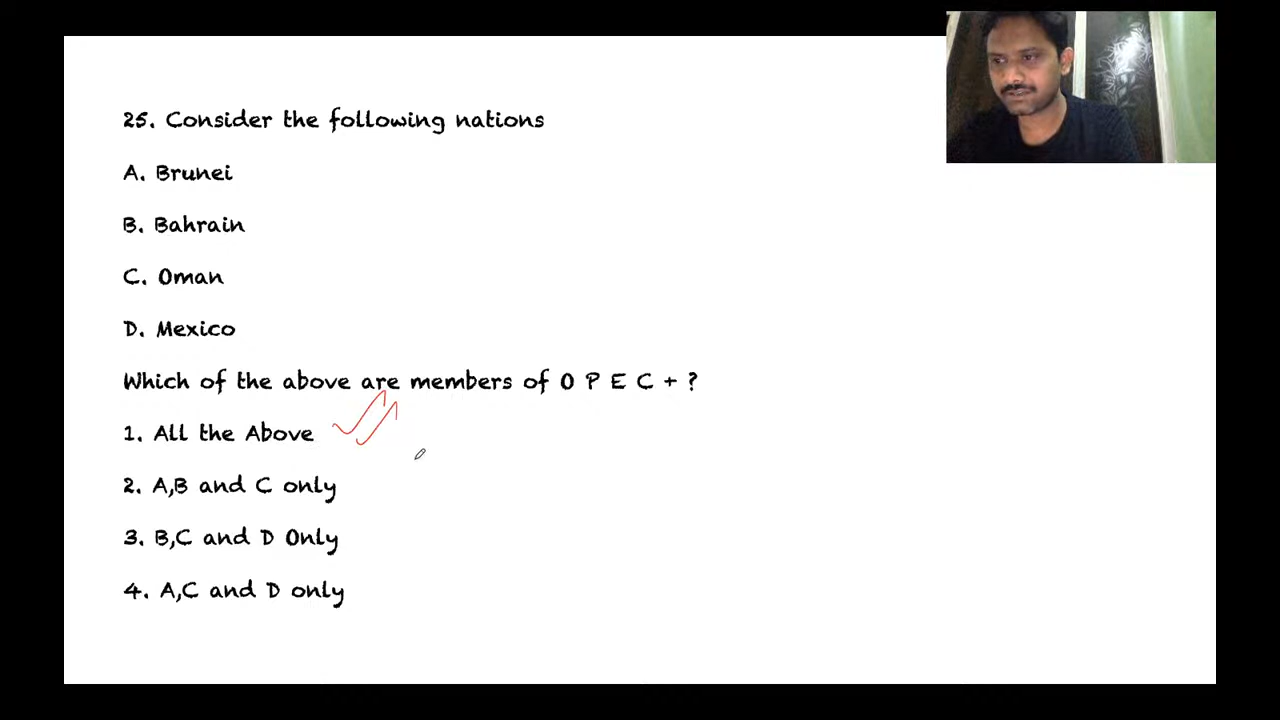 25. Consider the following nations
A. Brunei
B. Bahrain
C. Oman
D. Mexico
Which of the above are members of O P E C + ?
1. All the Above
2. A,B and C only
3. B,C and D Only
4. A,C and D only